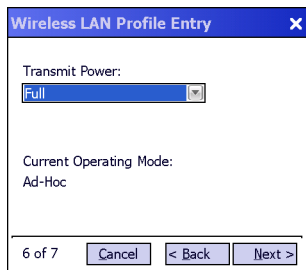 Wireless LAN Profile Entry
Transmit Power:
Full
Current Operating Mode:
Ad-Hoc
6 of 7 Cancel < Back Next >